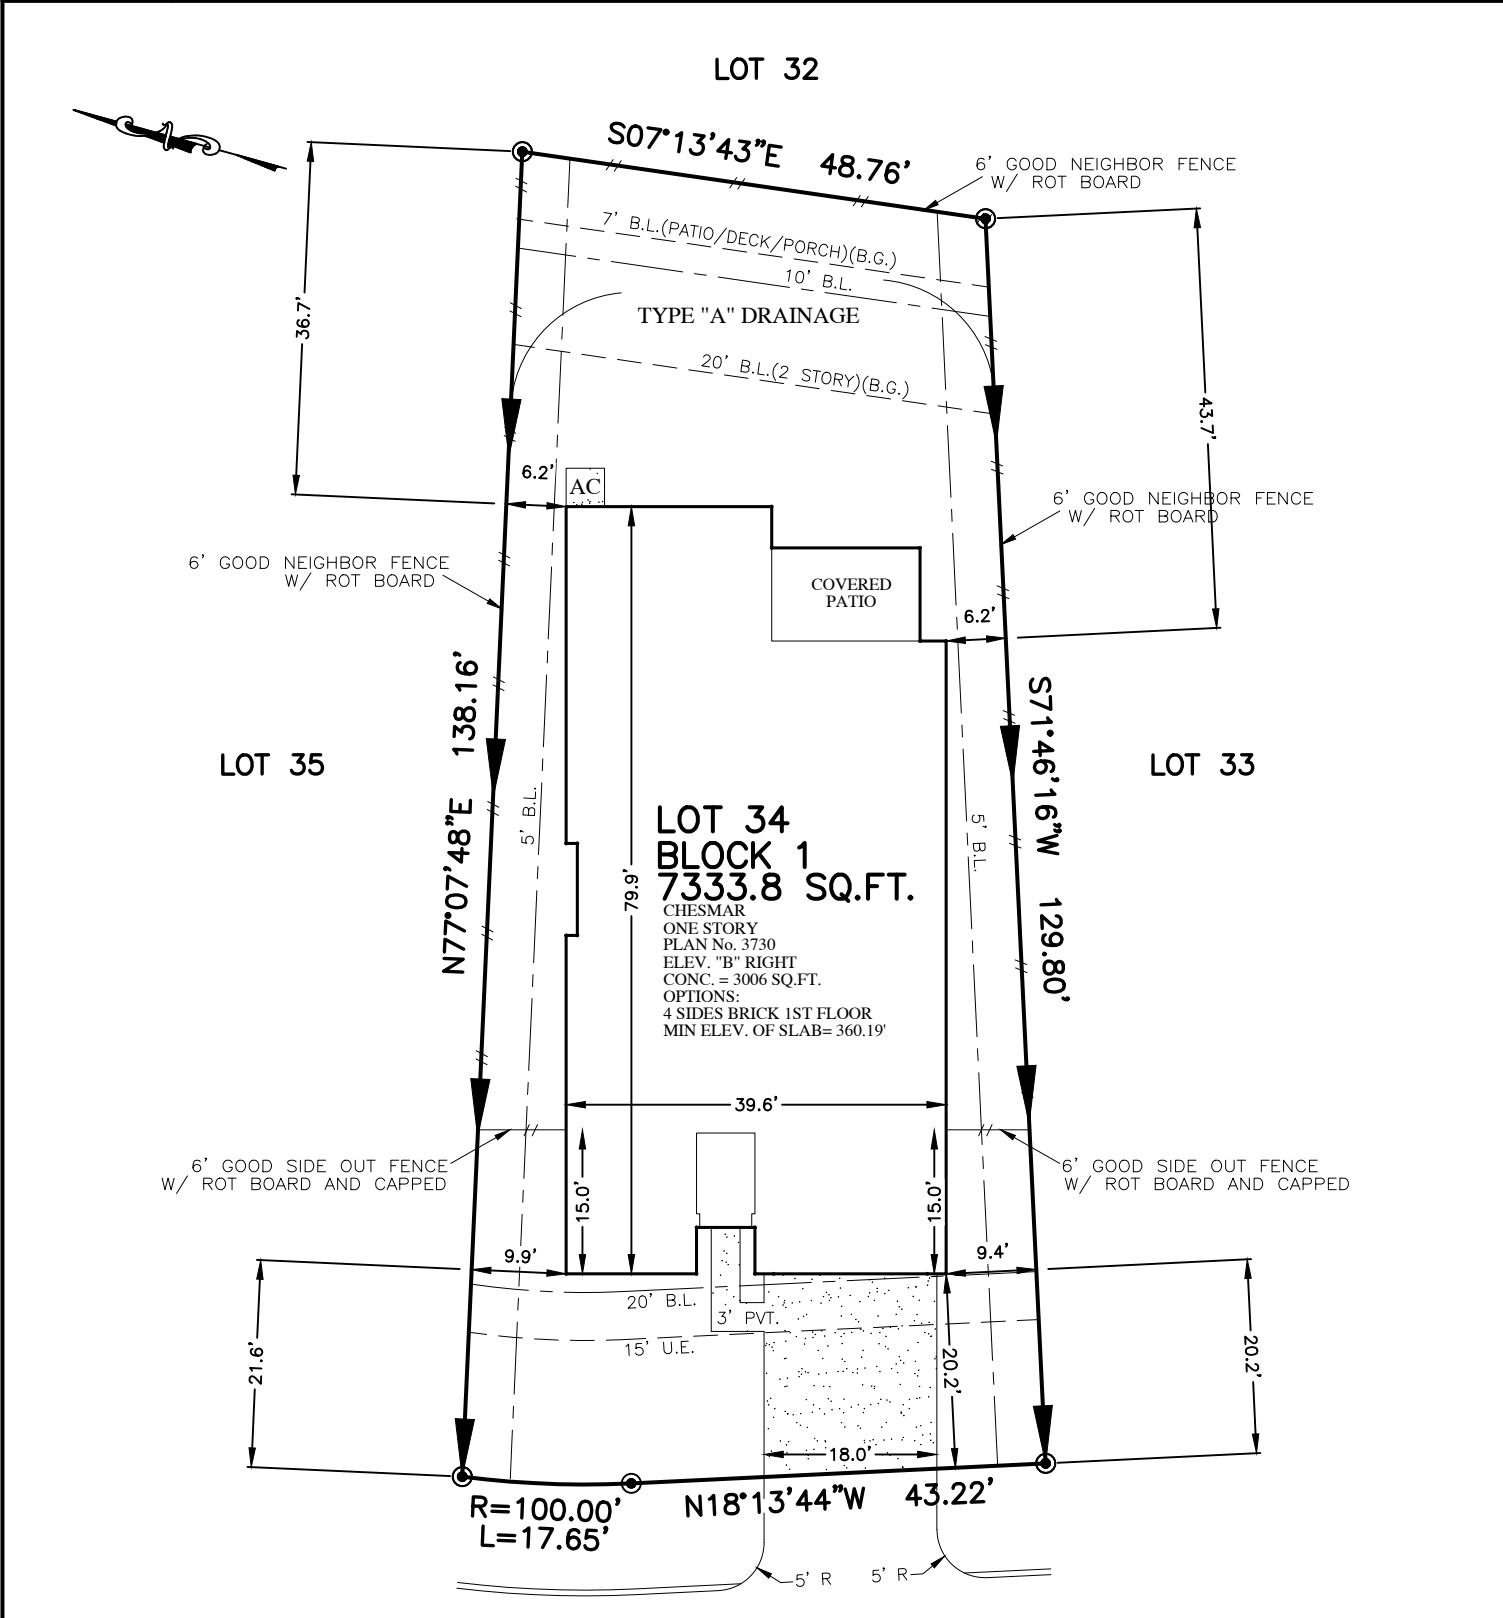 LOT 32
S07°13'43"E 48.76'
6' GOOD NEIGHBOR FENCE
W/ ROT BOARD
7' B.L.(PATIO/DECK/PORCH)(B.G.)
10' B.L.
TYPE "A" DRAINAGE
36.7'
20' B.L.(2 STORY)(B.G.)
43.7'
6.2'
AC
6' GOOD NEIGHBOR FENCE
W/ ROT BOARD
6' GOOD NEIGHBOR FENCE
W/ ROT BOARD
COVERED
PATIO
6.2'
N77°07'48"E 138.16'
S71°46'16"W 129.80'
LOT 35
LOT 33
5' B.L.
5' B.L.
79.9'
LOT 34
BLOCK 1
7333.8 SQ.FT.
CHESMAR
ONE STORY
PLAN No. 3730
ELEV. "B" RIGHT
CONC. = 3006 SQ.FT.
OPTIONS:
4 SIDES BRICK 1ST FLOOR
MIN ELEV. OF SLAB= 360.19'
39.6'
6' GOOD SIDE OUT FENCE
W/ ROT BOARD AND CAPPED
6' GOOD SIDE OUT FENCE
W/ ROT BOARD AND CAPPED
15.0'
15.0'
9.9'
9.4'
20' B.L.
3' PVT.
15' U.E.
21.6'
20.2'
20.2'
18.0'
R=100.00'
L=17.65'
N18°13'44"W 43.22'
5' R
5' R